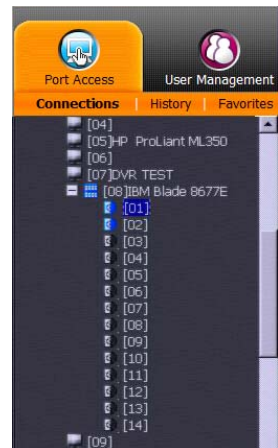 Port Access
User Management
Connections | History | Favorites
[04]
[05]HP ProLiant ML350
[06]
[07]DVR TEST
[08]IBM Blade 8677E
[01]
[02]
[03]
[04]
[05]
[06]
[07]
[08]
[09]
[10]
[11]
[12]
[13]
[14]
[09]